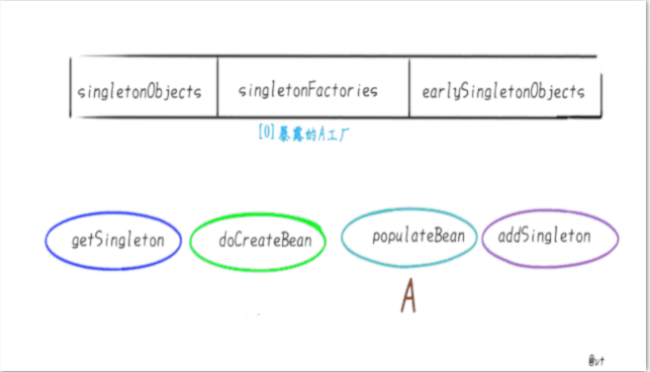 singletonObjects singletonFactories earlySingletonObjects
[0]暴露的A工厂
getSingleton doCreateBean populateBean addSingleton
A